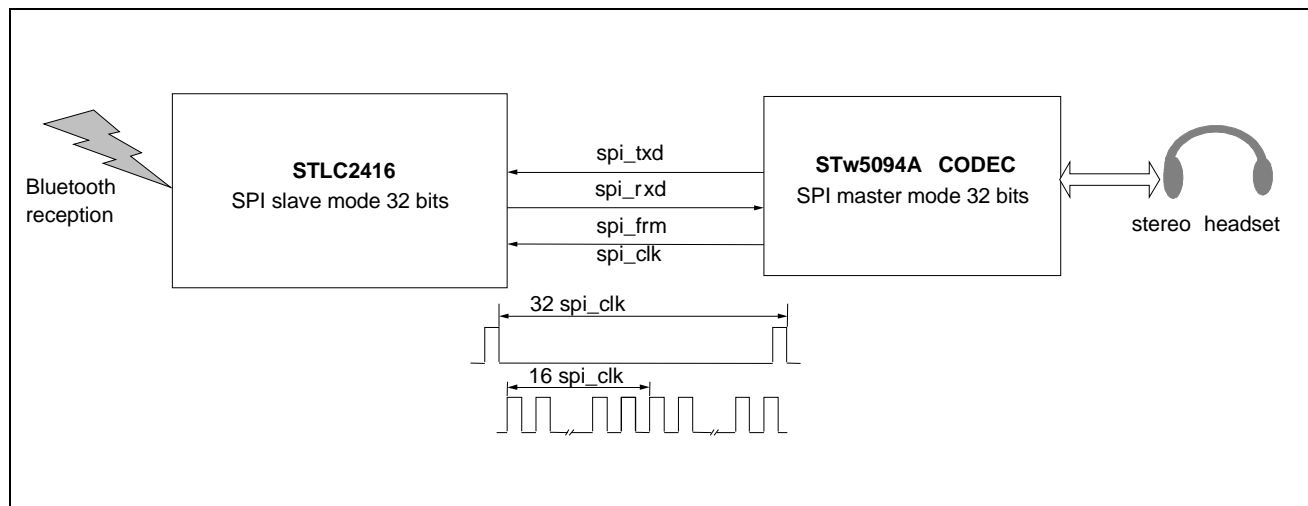 STLC2416
SPI slave mode 32 bits
STw5094A CODEC
SPI master mode 32 bits
Bluetooth
reception
spi_txd
spi_rxd
spi_frm
spi_clk
stereo headset
32 spi_clk
16 spi_clk